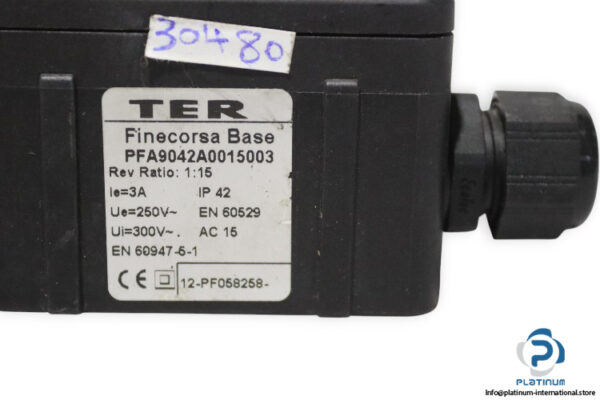 30480
TER
Finecorsa Base
PFA9042A0015003
Rev Ratio: 1:15
Ie=3A IP 42
Ue=250V~ EN 60529
Ui=300V~. AC 15
EN 60947-5-1
CE 12-PF058258-
PLATINUM
Info@platinum-international.store